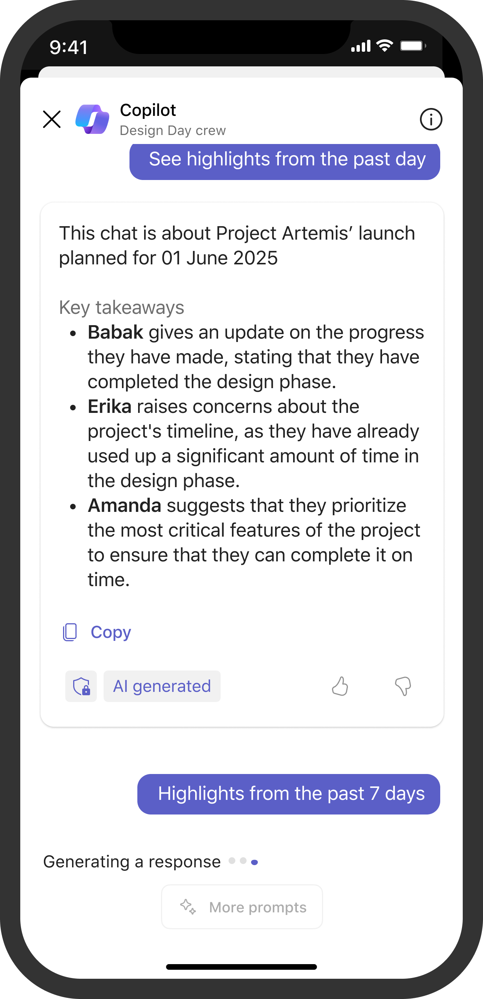 9:41
Copilot
Design Day crew
See highlights from the past day
This chat is about Project Artemis’ launch
planned for 01 June 2025
Key takeaways
• Babak gives an update on the progress
they have made, stating that they have
completed the design phase.
• Erika raises concerns about the
project's timeline, as they have already
used up a significant amount of time in
the design phase.
• Amanda suggests that they prioritize
the most critical features of the project
to ensure that they can complete it on
time.
Copy
AI generated
Highlights from the past 7 days
Generating a response
More prompts